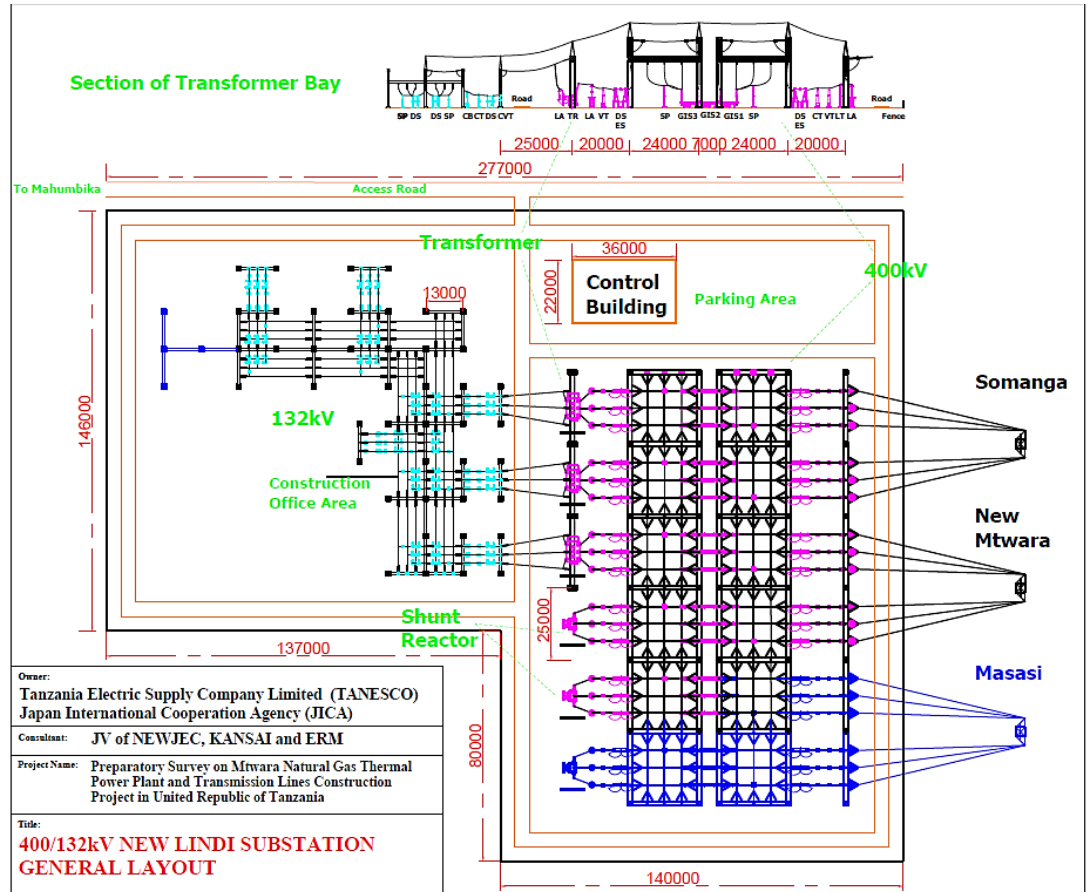 Section of Transformer Bay
Road
Road
SP DS
DS SP
CB CT DS CVT
LA TR
LA VT
DS
ES
SP
GIS3
GIS2
GIS1
SP
DS
ES
CT VT LT LA
Fence
25000
20000
24000
7000
24000
20000
277000
To Mahumbika
Access Road
Transformer
36000
400kV
Control
Building
22000
Parking Area
13000
132kV
146000
Construction
Office Area
Somanga
New
Mtwara
Shunt
Reactor
25000
137000
Masasi
80000
140000
Owner:
Tanzania Electric Supply Company Limited (TANESCO)
Japan International Cooperation Agency (JICA)
Consultant: JV of NEWJEC, KANSAI and ERM
Project Name: Preparatory Survey on Mtwara Natural Gas Thermal
Power Plant and Transmission Lines Construction
Project in United Republic of Tanzania
Title:
400/132kV NEW LINDI SUBSTATION
GENERAL LAYOUT